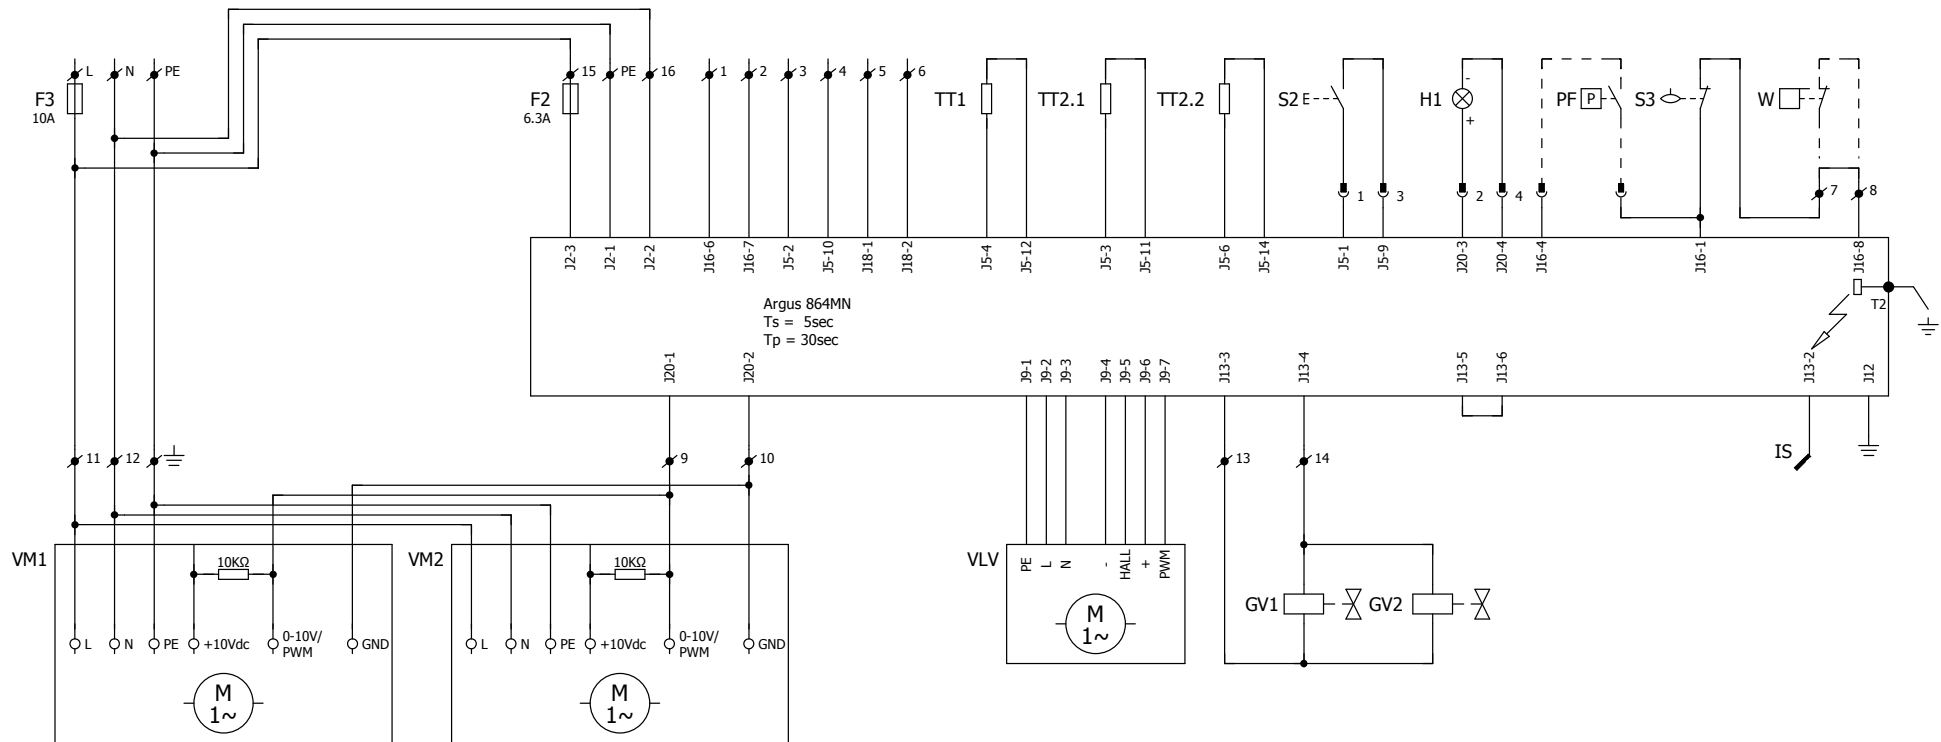 L
N
PE
15
PE
16
1
2
3
4
5
6
F3
10A
F2
6.3A
TT1
TT2.1
TT2.2
S2
H1
-
+
PF
P
S3
W
1
3
2
4
7
8
J2-3
J2-1
J2-2
J16-6
J16-7
J5-2
J5-10
J18-1
J18-2
J5-4
J5-12
J5-3
J5-11
J5-6
J5-14
J5-1
J5-9
J20-3
J20-4
J16-4
J16-1
J16-8
Argus 864MN
Ts = 5sec
Tp = 30sec
T2
J20-1
J20-2
J9-1
J9-2
J9-3
J9-4
J9-5
J9-6
J9-7
J13-3
J13-4
J13-5
J13-6
J13-2
J12
11
12
9
10
13
14
IS
VM1
10KΩ
VM2
10KΩ
VLV
PE
L
N
-
HALL
+
PWM
M
1~
GV1
GV2
L
N
PE
+10Vdc
0-10V/
PWM
GND
L
N
PE
+10Vdc
0-10V/
PWM
GND
M
1~
M
1~